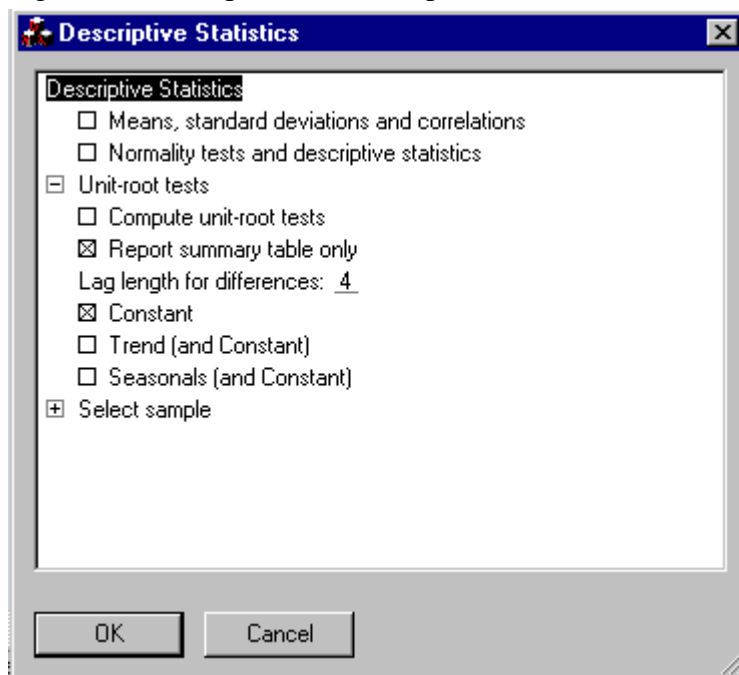 Descriptive Statistics
Descriptive Statistics
Means, standard deviations and correlations
Normality tests and descriptive statistics
Unit-root tests
Compute unit-root tests
Report summary table only
Lag length for differences: 4
Constant
Trend (and Constant)
Seasonals (and Constant)
Select sample
OK Cancel